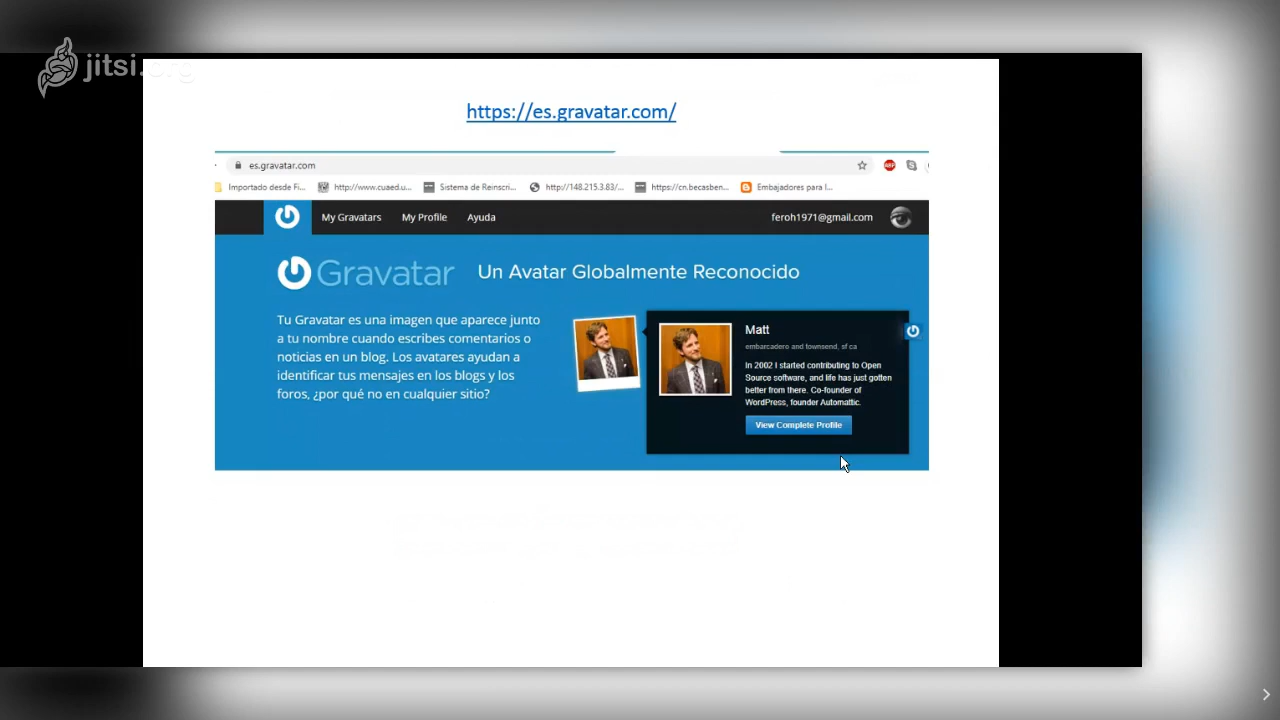 jitsi.org
https://es.gravatar.com/
es.gravatar.com
Importado desde Fi...
http://www.cuaed.u...
Sistema de Reinscri...
http://148.215.3.83/...
https://cn.becasben...
Embajadores para l...
My Gravatars
My Profile
Ayuda
feroh1971@gmail.com
Gravatar
Un Avatar Globalmente Reconocido
Tu Gravatar es una imagen que aparece junto
a tu nombre cuando escribes comentarios o
noticias en un blog. Los avatares ayudan a
identificar tus mensajes en los blogs y los
foros, ¿por qué no en cualquier sitio?
Matt
embarcadero and townsend, sf ca
In 2002 I started contributing to Open
Source software, and life has just gotten
better from there. Co-founder of
WordPress, founder Automattic.
View Complete Profile